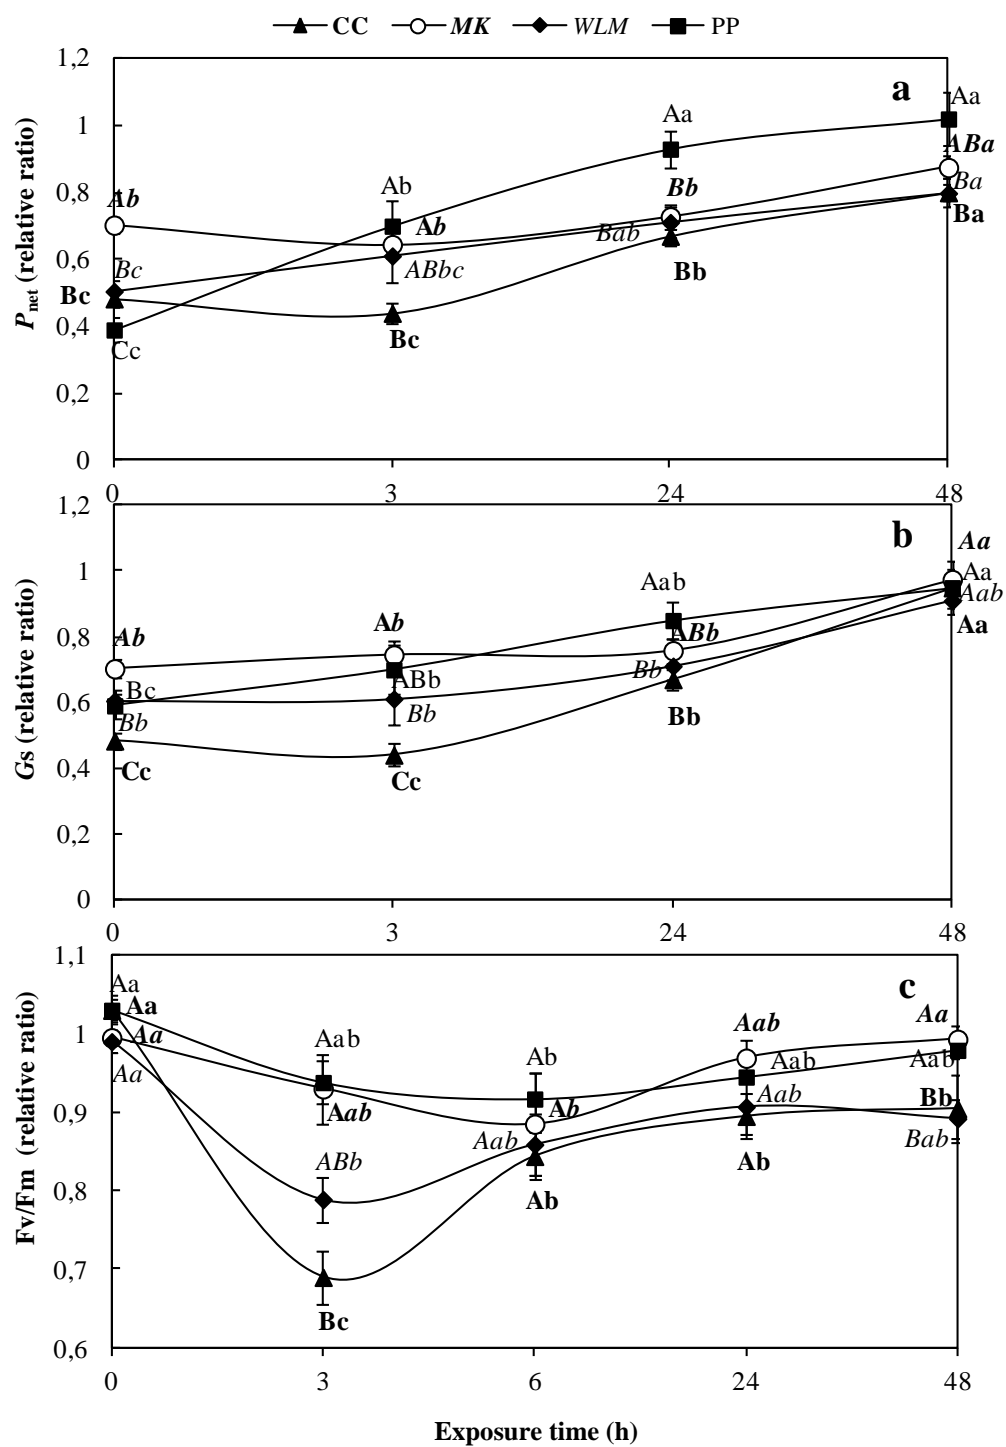 CC MK WLM PP
1,2
a
Aa
1
Aa
ABa
0,8
Ab
Ab
Bb
Ba
Ab
Bab
Ba
0,6
Bc
ABbc
Bb
Bc
0,4
Bc
Cc
0,2
0
Pnet (relative ratio)
0 3 24 48
1,2
b
Aa
1
Aab
Aa
Aab
0,8
Ab
Ab
ABb
Aa
Bc
ABb
Bb
0,6
Bb
Bb
Bb
Cc
Cc
0,4
0,2
0
Gs (relative ratio)
0 3 24 48
1,1
c
Aa
Aa
Aa
1
Aa
Aab
Ab
Aab
Aab
Aab
Aa
Aab
Ab
Aab
Bb
0,9
ABb
Aab
Bab
0,8
Ab
Ab
0,7
Bc
0,6
Fv/Fm (relative ratio)
0 3 6 24 48
Exposure time (h)